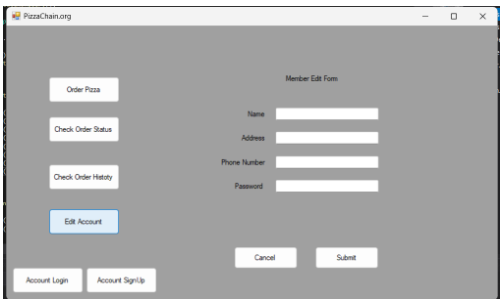 PizzaChain.org
Order Pizza
Check Order Status
Check Order Histoty
Edit Account
Account Login
Account SignUp
Member Edit Form
Name
Address
Phone Number
Password
Cancel
Submit